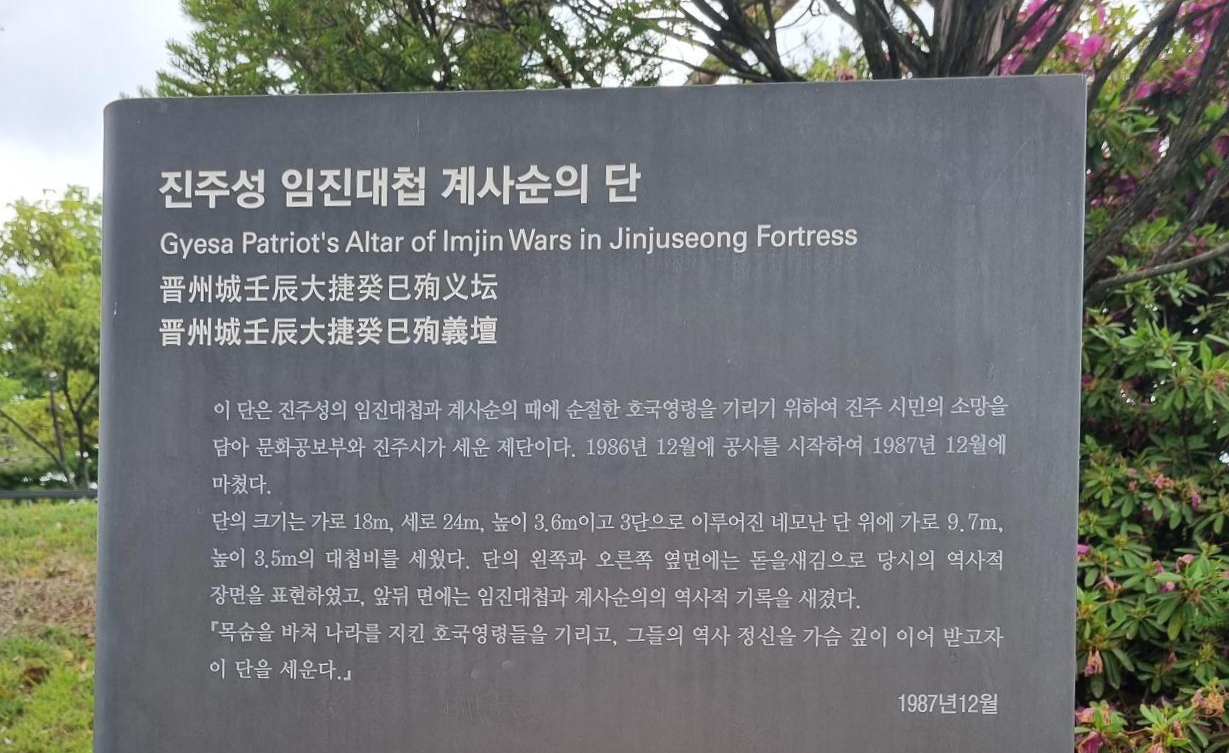 진주성 임진대첩 계사순의 단
Gyesa Patriot's Altar of Imjin Wars in Jinjuseong Fortress
晋州城壬辰大捷癸巳殉义坛
晋州城壬辰大捷癸巳殉義壇
이 단은 진주성의 임진대첩과 계사순의 때에 순절한 호국영령을 기리기 위하여 진주 시민의 소망을
담아 문화공보부와 진주시가 세운 제단이다. 1986년 12월에 공사를 시작하여 1987년 12월에
마쳤다.
단의 크기는 가로 18m, 세로 24m, 높이 3.6m이고 3단으로 이루어진 네모난 단 위에 가로 9.7m,
높이 3.5m의 대첩비를 세웠다. 단의 왼쪽과 오른쪽 옆면에는 돋을새김으로 당시의 역사적
장면을 표현하였고, 앞뒤 면에는 임진대첩과 계사순의의 역사적 기록을 새겼다.
『목숨을 바쳐 나라를 지킨 호국영령들을 기리고, 그들의 역사 정신을 가슴 깊이 이어 받고자
이 단을 세운다.』
1987년12월